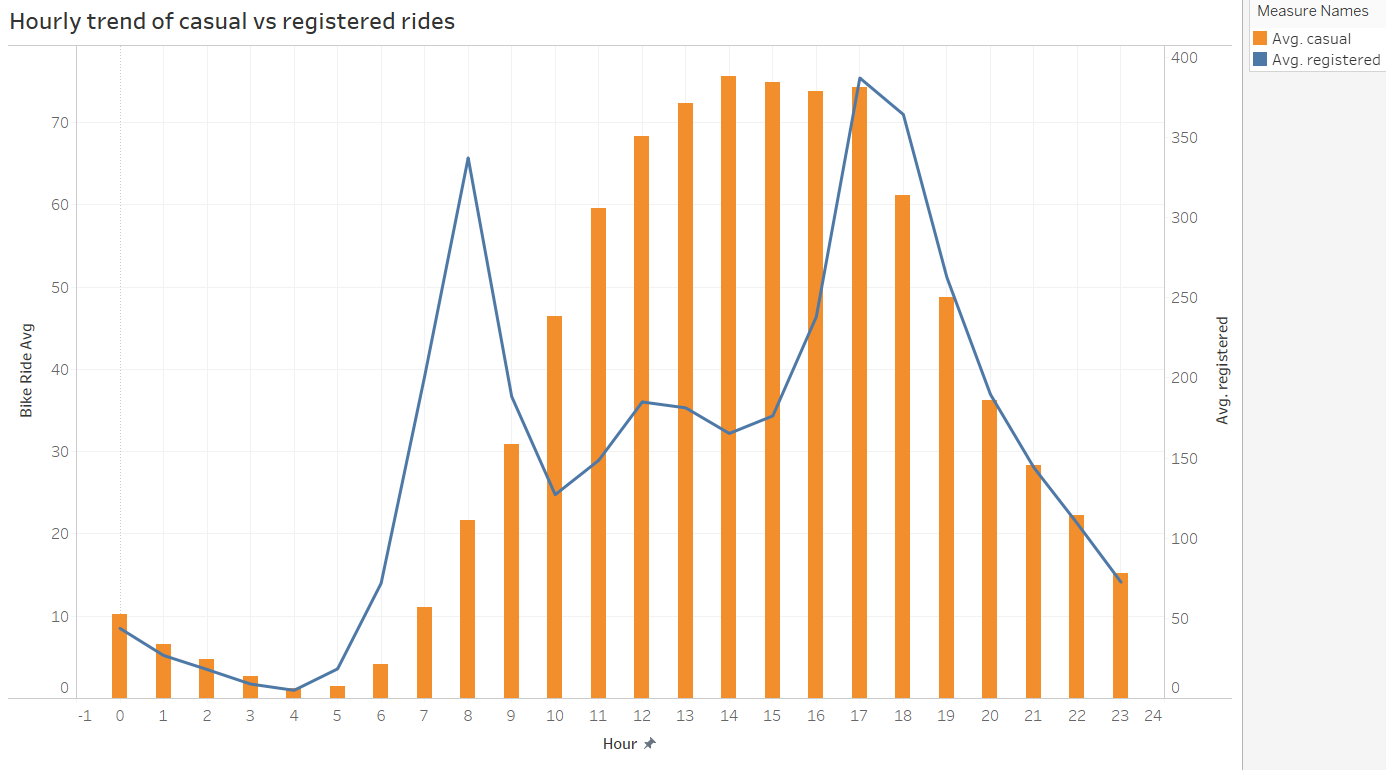 Hourly trend of casual vs registered rides
Measure Names
Avg. casual
Avg. registered
Bike Ride Avg
70
60
50
40
30
20
10
0
400
350
300
250
200
150
100
50
0
Avg. registered
-1 0 1 2 3 4 5 6 7 8 9 10 11 12 13 14 15 16 17 18 19 20 21 22 23 24
Hour